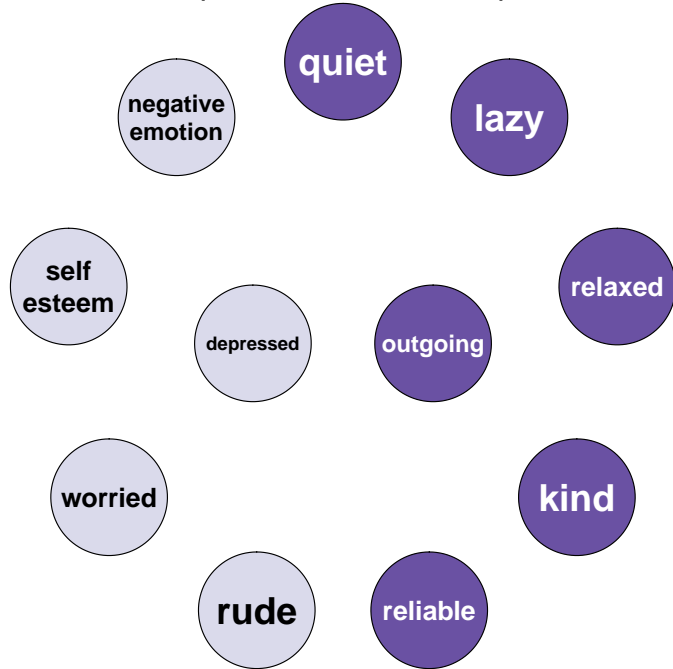 quiet
negative
emotion
lazy
self
esteem
relaxed
depressed
outgoing
worried
kind
rude
reliable